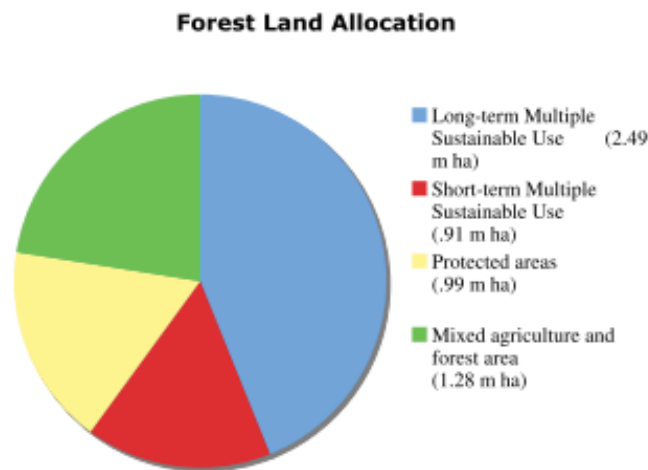 Forest Land Allocation
Long-term Multiple
Sustainable Use (2.49
m ha)
Short-term Multiple
Sustainable Use
(.91 m ha)
Protected areas
(.99 m ha)
Mixed agriculture and
forest area
(1.28 m ha)